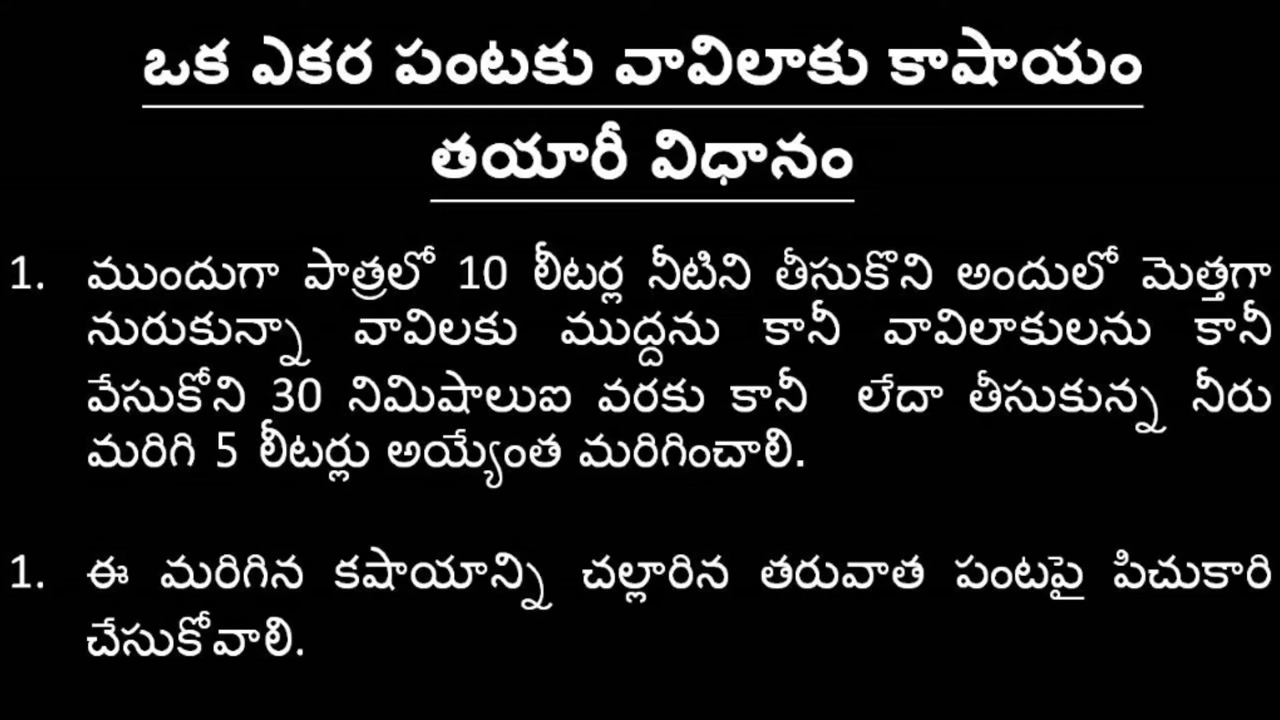 ఒక ఎకర పంటకు వావిలాకు కాషాయం
తయారీ విధానం
1. ముందుగా పాత్రలో 10 లీటర్ల నీటిని తీసుకొని అందులో మెత్తగా
నురుకున్నా వావిలకు ముద్దను కానీ వావిలాకులను కానీ
వేసుకోని 30 నిమిషాలుఐ వరకు కానీ లేదా తీసుకున్న నీరు
మరిగి 5 లీటర్లు అయ్యేంత మరిగించాలి.
1. ఈ మరిగిన కషాయాన్ని చల్లారిన తరువాత పంటపై పిచుకారి
చేసుకోవాలి.